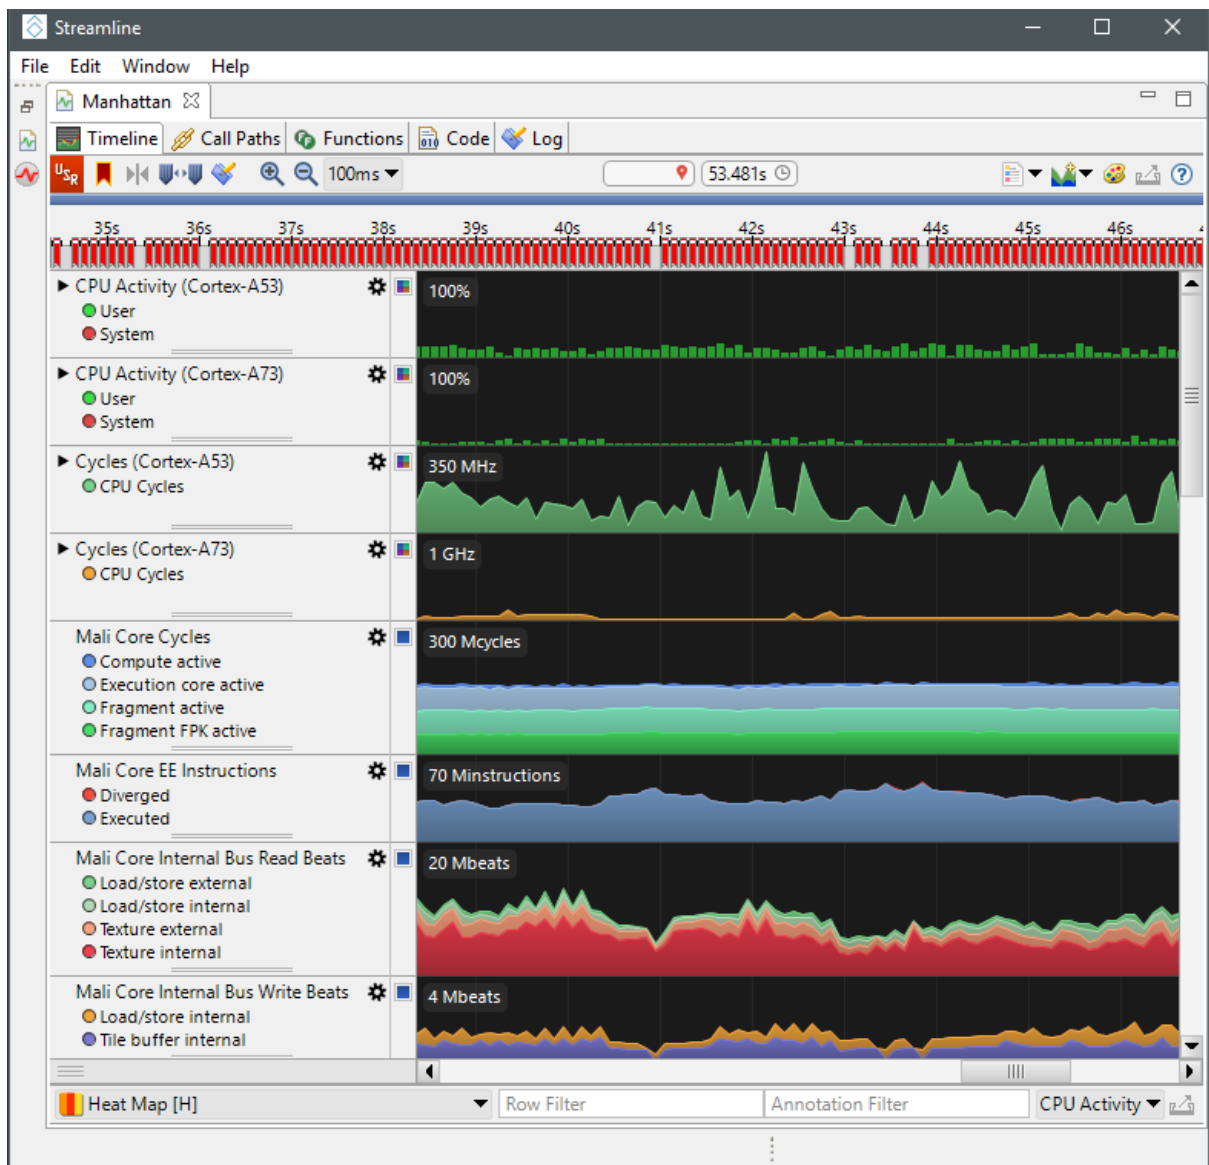 Streamline
File Edit Window Help
Manhattan
Timeline Call Paths Functions Code Log
USR 100ms 53.481s
35s 36s 37s 38s 39s 40s 41s 42s 43s 44s 45s 46s
CPU Activity (Cortex-A53)
100%
User
System
CPU Activity (Cortex-A73)
100%
User
System
Cycles (Cortex-A53)
350 MHz
CPU Cycles
Cycles (Cortex-A73)
1 GHz
CPU Cycles
Mali Core Cycles
300 Mcycles
Compute active
Execution core active
Fragment active
Fragment FPK active
Mali Core EE Instructions
70 Minstructions
Diverged
Executed
Mali Core Internal Bus Read Beats
20 Mbeats
Load/store external
Load/store internal
Texture external
Texture internal
Mali Core Internal Bus Write Beats
4 Mbeats
Load/store internal
Tile buffer internal
Heat Map [H] Row Filter Annotation Filter CPU Activity